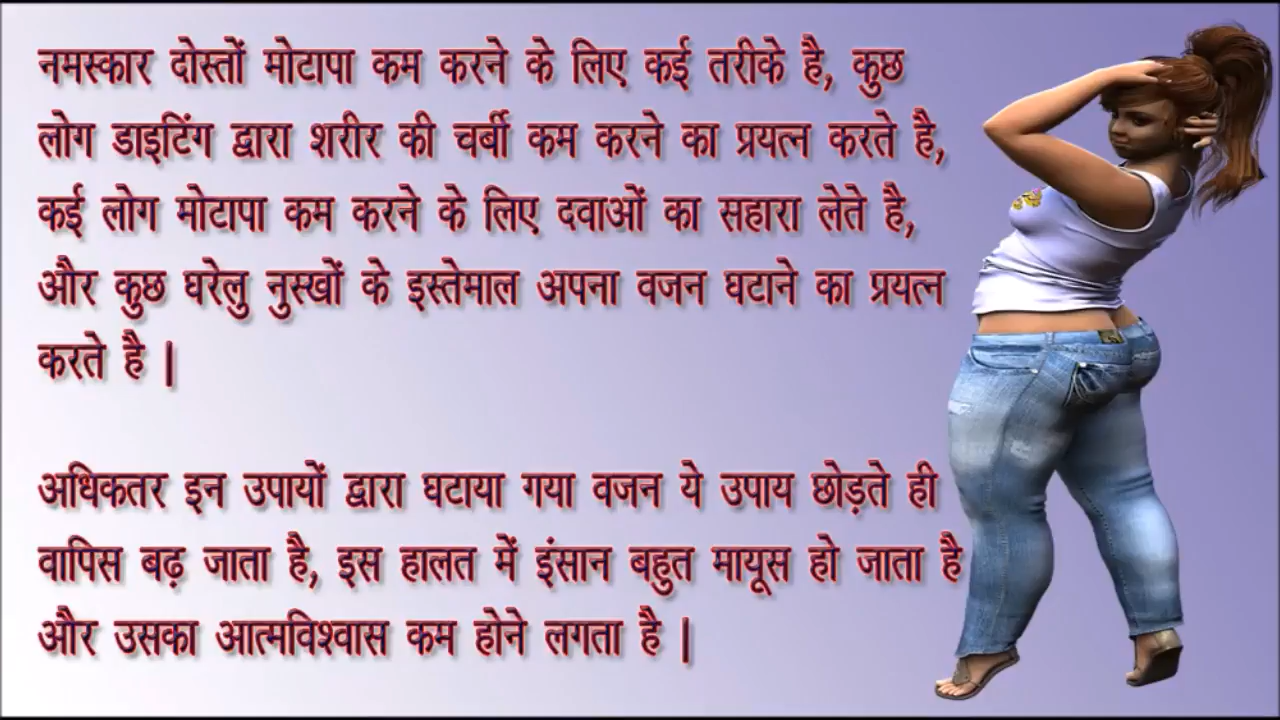 नमस्कार दोस्तों मोटापा कम करने के लिए कई तरीके है, कुछ
लोग डाइटिंग द्वारा शरीर की चर्बी कम करने का प्रयत्न करते है,
कई लोग मोटापा कम करने के लिए दवाओं का सहारा लेते है,
और कुछ घरेलु नुस्खों के इस्तेमाल अपना वजन घटाने का प्रयत्न
करते है |
अधिकतर इन उपायों द्वारा घटाया गया वजन ये उपाय छोड़ते ही
वापिस बढ़ जाता है, इस हालत में इंसान बहुत मायूस हो जाता है
और उसका आत्मविश्वास कम होने लगता है |